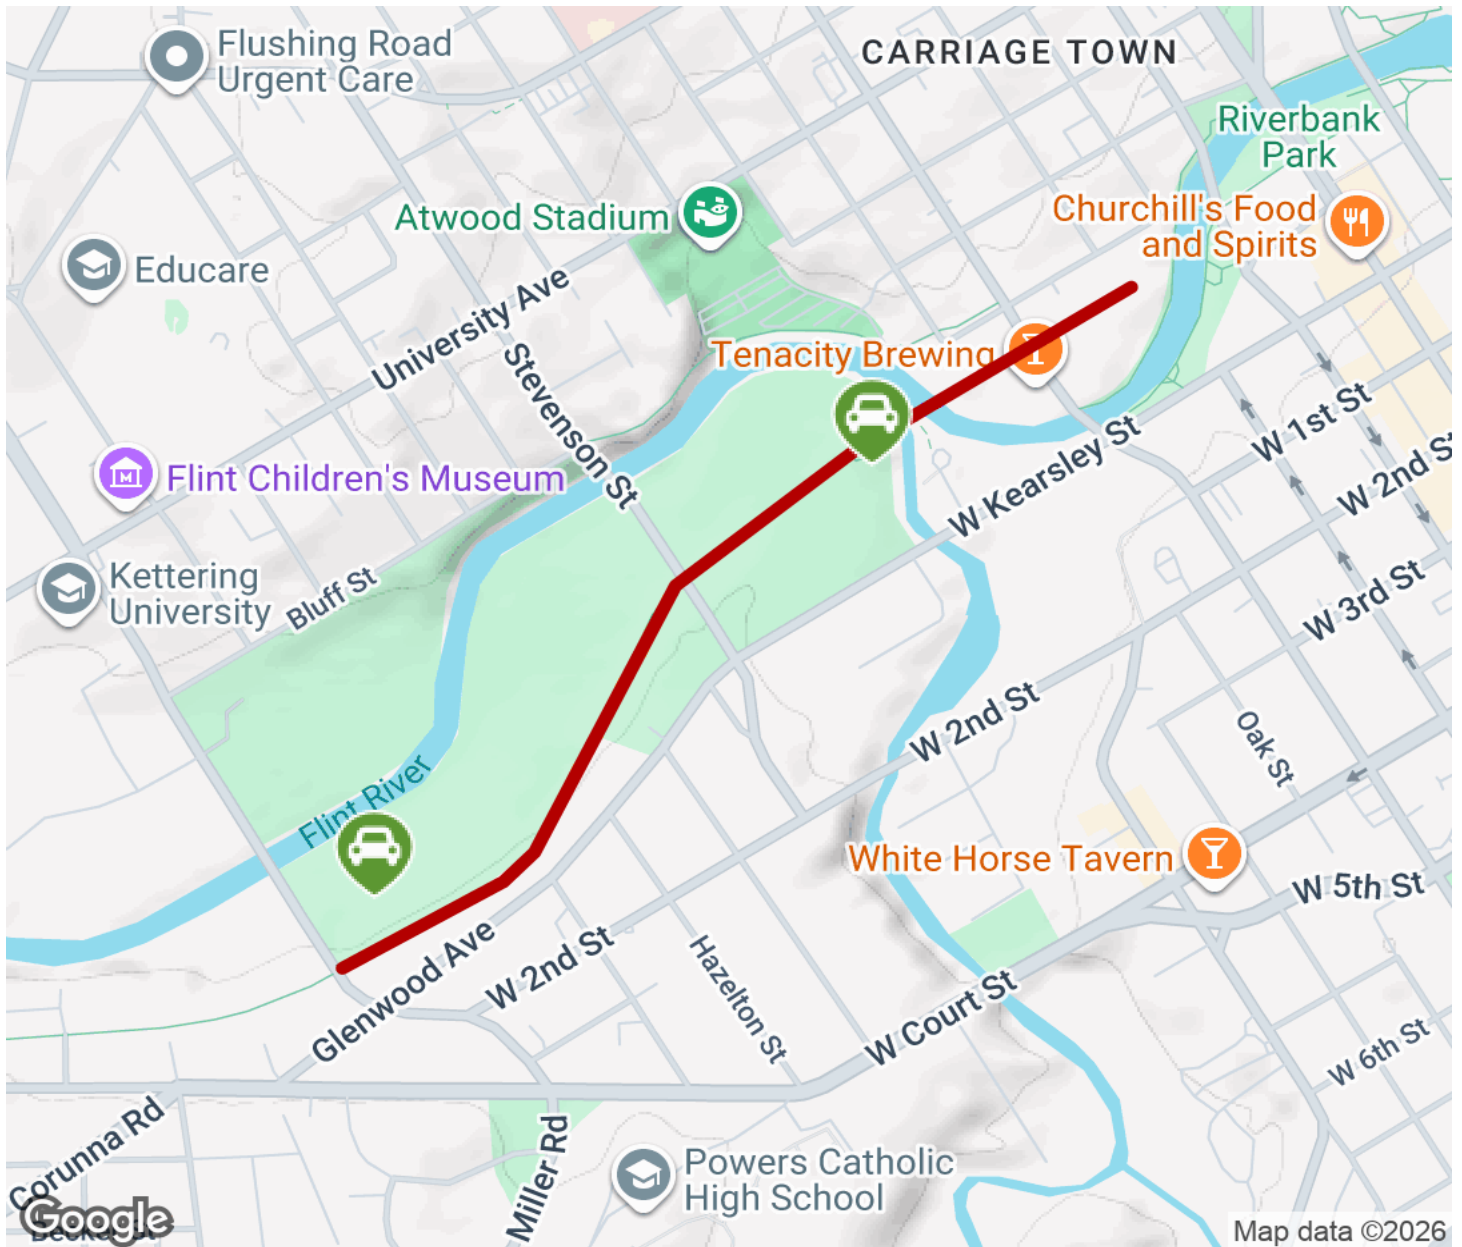 Flushing Road
Urgent Care
CARRIAGE TOWN
Riverbank
Park
Atwood Stadium
Churchill's Food
and Spirits
Educare
University Ave
Tenacity Brewing
Stevenson St
W 1st St
W 2nd St
Flint Children's Museum
W Kearsley St
Kettering
University
Bluff St
W 3rd St
W 2nd St
Oak St
Flint River
White Horse Tavern
W 5th St
Glenwood Ave
W 2nd St
Hazelton St
W Court St
W 6th St
Corunna Rd
Miller Rd
Powers Catholic
High School
Google
Map data ©2026